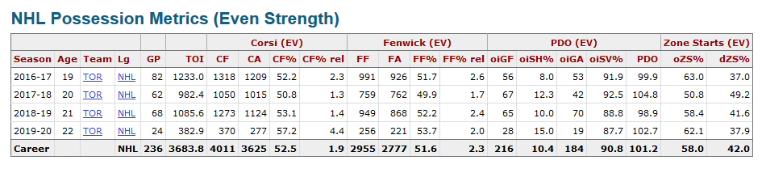 NHL Possession Metrics (Even Strength)
Corsi (EV) Fenwick (EV) PDO (EV) Zone Starts (EV)
Season Age Team Lg GP TOI CF CA CF% CF% rel FF FA FF% FF% rel oiGF oiSH% oiGA oiSV% PDO oZS% dZS%
2016-17 19 TOR NHL 82 1233.0 1318 1209 52.2 2.3 991 926 51.7 2.6 56 8.0 53 91.9 99.9 63.0 37.0
2017-18 20 TOR NHL 62 982.4 1050 1015 50.8 1.3 759 762 49.9 1.7 67 12.3 42 92.5 104.8 50.8 49.2
2018-19 21 TOR NHL 68 1085.6 1273 1124 53.1 1.4 949 868 52.2 2.4 65 10.0 70 88.8 98.9 58.4 41.6
2019-20 22 TOR NHL 24 382.9 370 277 57.2 4.4 256 221 53.7 2.0 28 15.0 19 87.7 102.7 62.1 37.9
Career NHL 236 3683.8 4011 3625 52.5 1.9 2955 2777 51.6 2.3 216 10.4 184 90.8 101.2 58.0 42.0